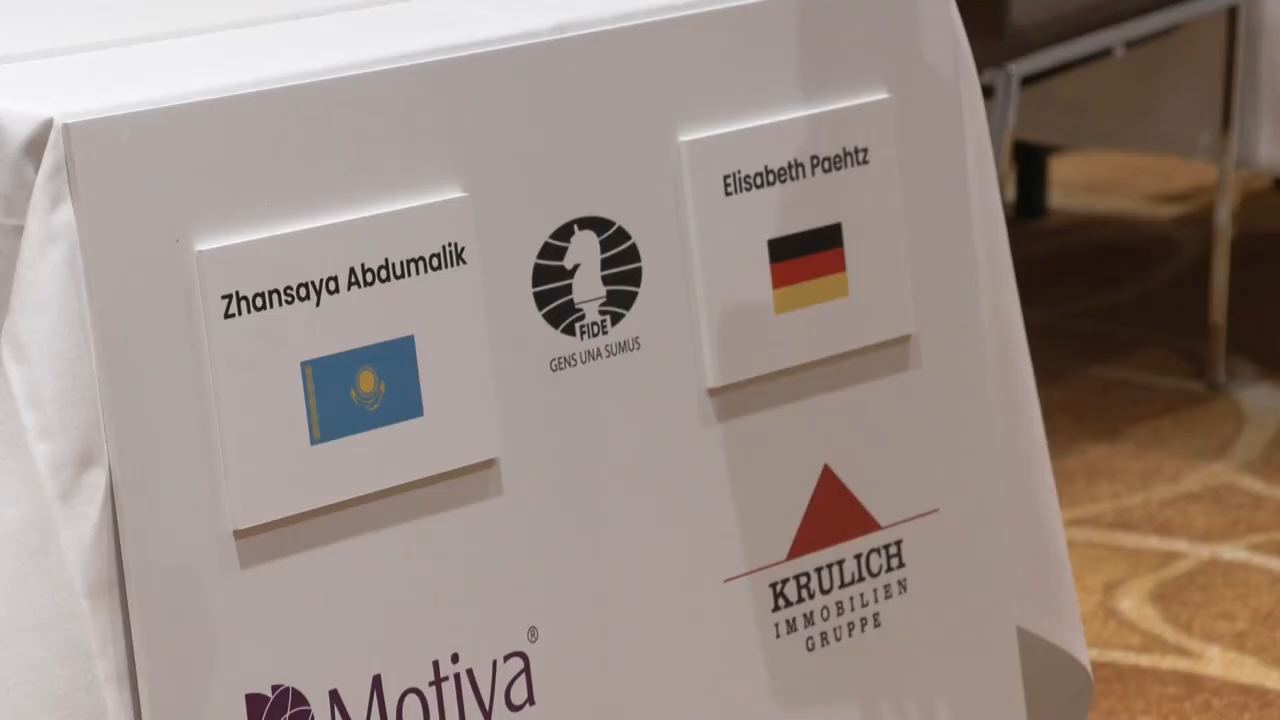 Zhansaya Abdumalik
FIDE
GENS UNA SUMUS
Elisabeth Paehtz
KRULICH
IMMOBILIEN
GRUPPE
Motiva®